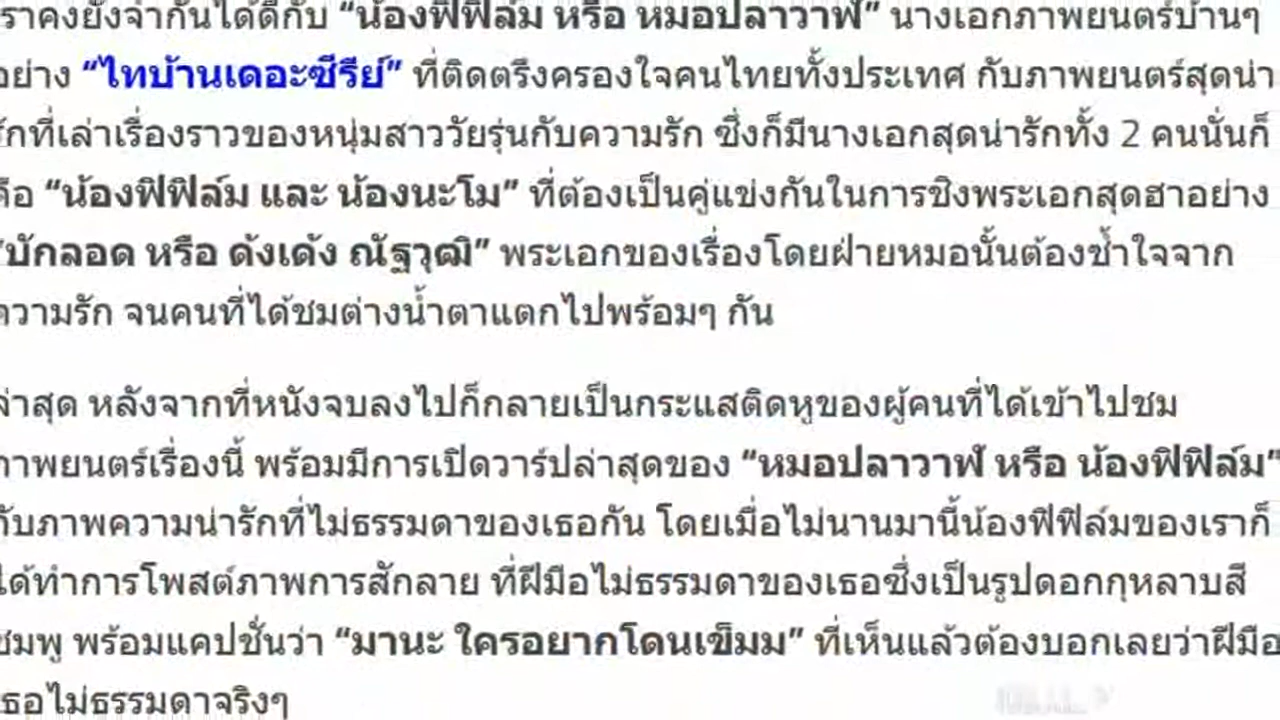 ราคงยังจำกันได้ดีกับ “น้องฟิฟิล์ม หรือ หมอปลาวาฬ” นางเอกภาพยนตร์บ้านๆ
อย่าง “ไทบ้านเดอะซีรีย์” ที่ติดตรึงครองใจคนไทยทั้งประเทศ กับภาพยนตร์สุดน่า
รักที่เล่าเรื่องราวของหนุ่มสาววัยรุ่นกับความรัก ซึ่งก็มีนางเอกสุดน่ารักทั้ง 2 คนนั่นก็
คือ “น้องฟิฟิล์ม และ น้องนะโม” ที่ต้องเป็นคู่แข่งกันในการชิงพระเอกสุดฮาอย่าง
“บักลอด หรือ ดังเด้ง ณัฐวุฒิ” พระเอกของเรื่องโดยฝ่ายหมอนั้นต้องช้ำใจจาก
ความรัก จนคนที่ได้ชมต่างน้ำตาแตกไปพร้อมๆ กัน
ล่าสุด หลังจากที่หนังจบลงไปก็กลายเป็นกระแสติดหูของผู้คนที่ได้เข้าไปชม
ภาพยนตร์เรื่องนี้ พร้อมมีการเปิดวาร์ปล่าสุดของ “หมอปลาวาฬ หรือ น้องฟิฟิล์ม”
กับภาพความน่ารักที่ไม่ธรรมดาของเธอกัน โดยเมื่อไม่นานมานี้น้องฟิฟิล์มของเราก็
ได้ทำการโพสต์ภาพการสักลาย ที่ฝีมือไม่ธรรมดาของเธอซึ่งเป็นรูปดอกกุหลาบสี
ชมพู พร้อมแคปชั่นว่า “มานะ ใครอยากโดนเข็มม” ที่เห็นแล้วต้องบอกเลยว่าฝีมือ
เธอไม่ธรรมดาจริงๆ